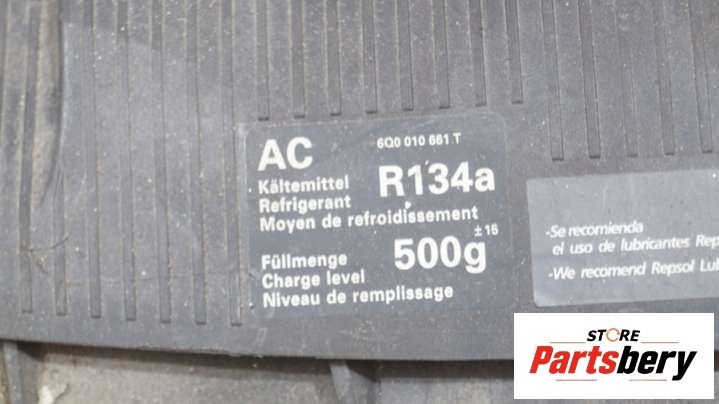 AC
6Q0 010 661 T
Kältemittel
Refrigerant
R134a
Moyen de refroidissement
Füllmenge
Charge level
500g
±16
Niveau de remplissage
-Se recomienda
el uso de lubricantes Rep
-We recomend Repsol Lub
STORE
Partsbery